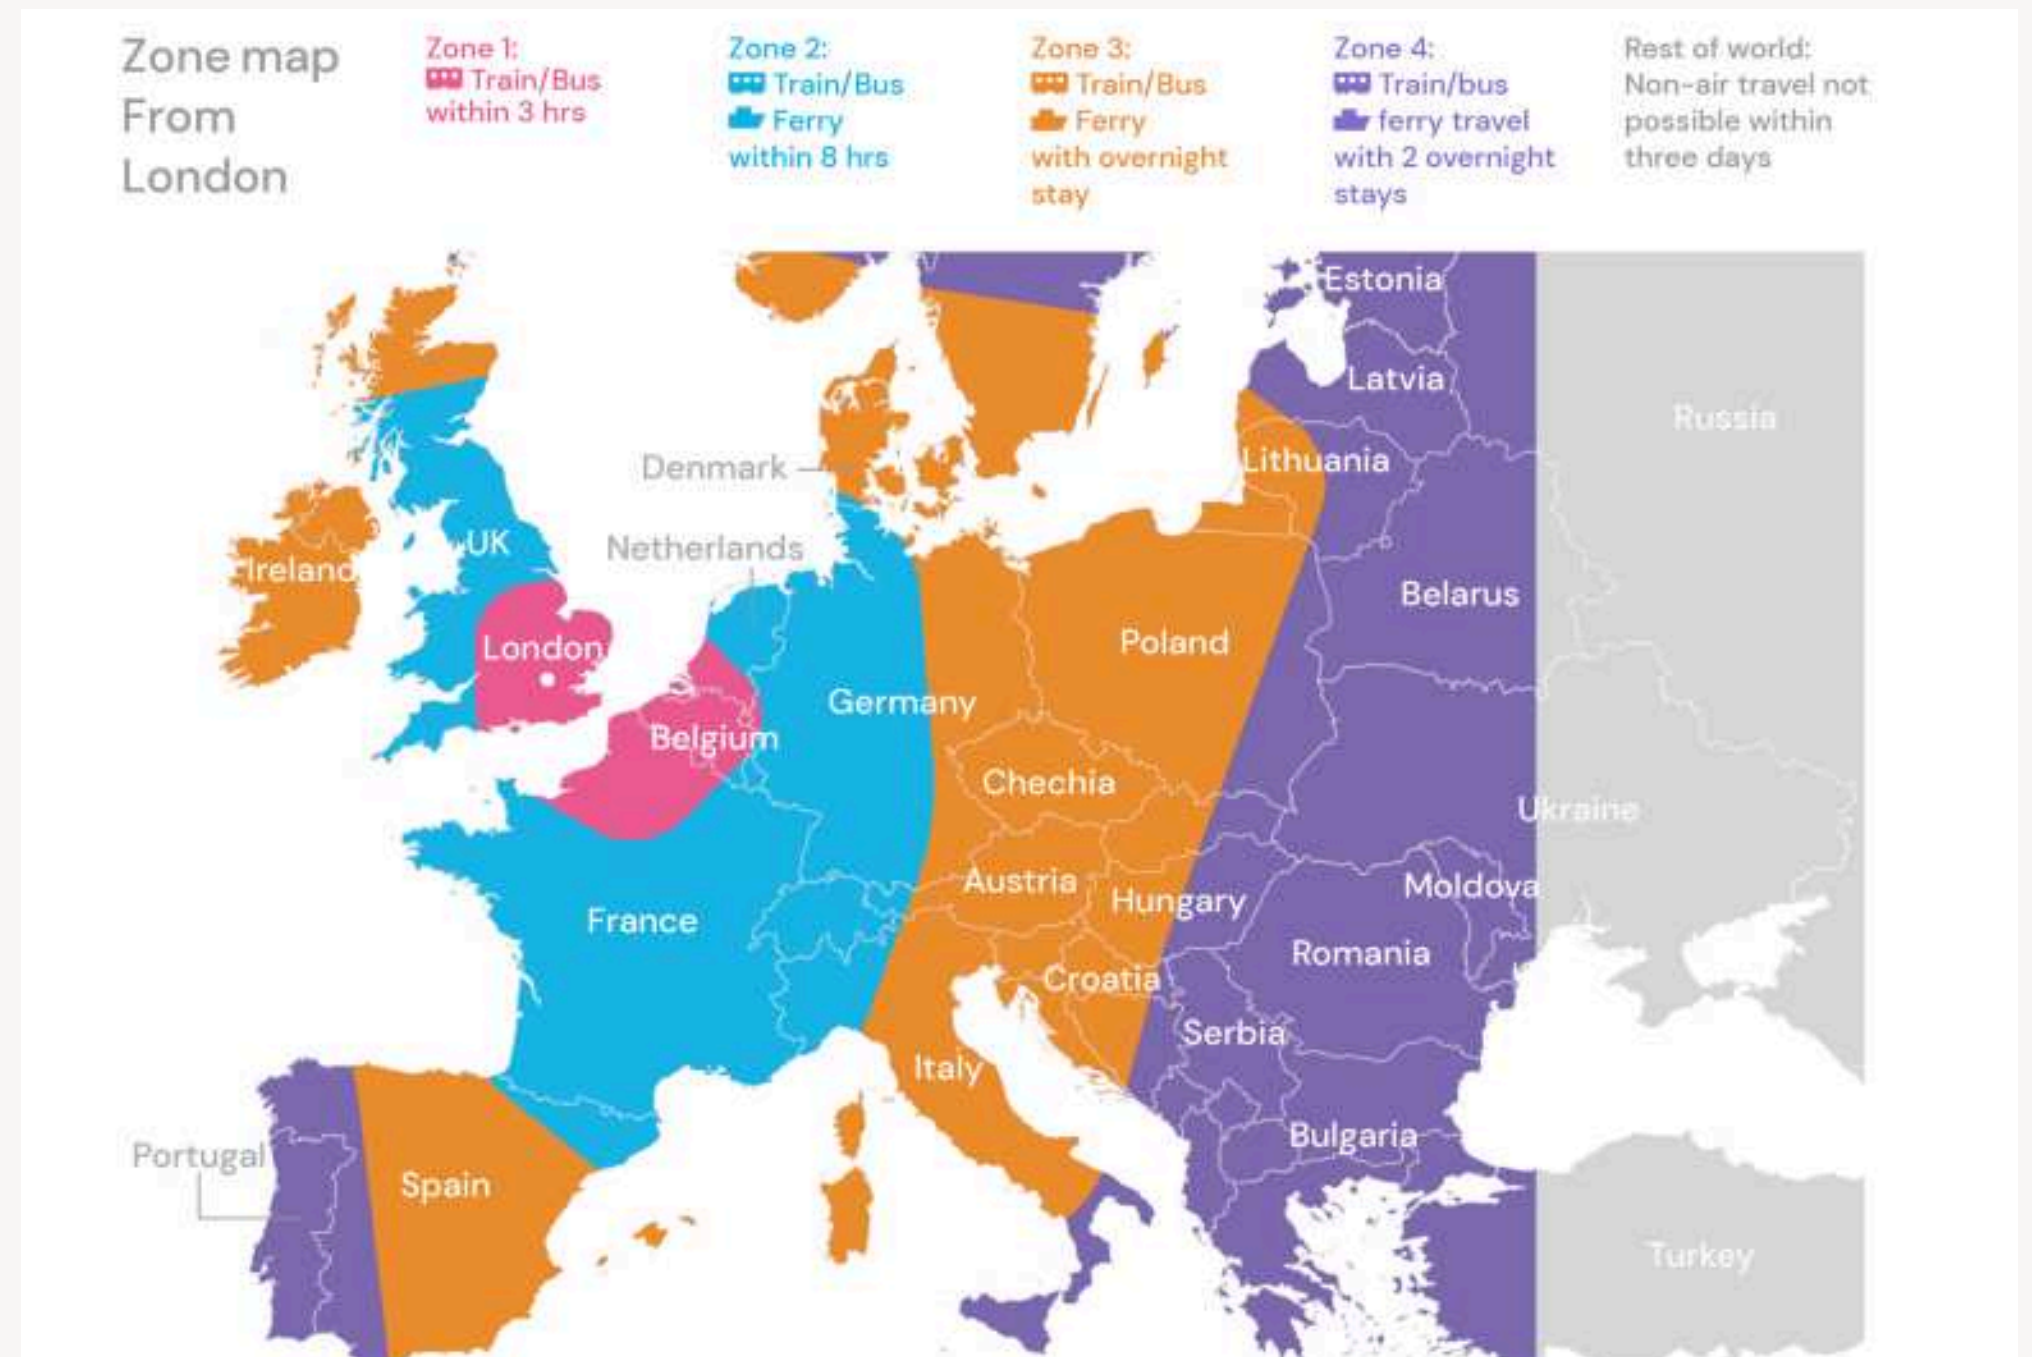 Zone map
From
London
Zone 1:
Train/Bus
within 3 hrs
Zone 2:
Train/Bus
Ferry
within 8 hrs
Zone 3:
Train/Bus
Ferry
with overnight
stay
Zone 4:
Train/bus
ferry travel
with 2 overnight
stays
Rest of world:
Non-air travel not
possible within
three days
Estonia
Latvia
Russia
Denmark
Lithuania
Netherlands
UK
Ireland
Belarus
London
Poland
Germany
Belgium
Chechia
Ukraine
Austria
Moldova
Hungary
France
Romania
Croatia
Serbia
Italy
Bulgaria
Portugal
Spain
Turkey